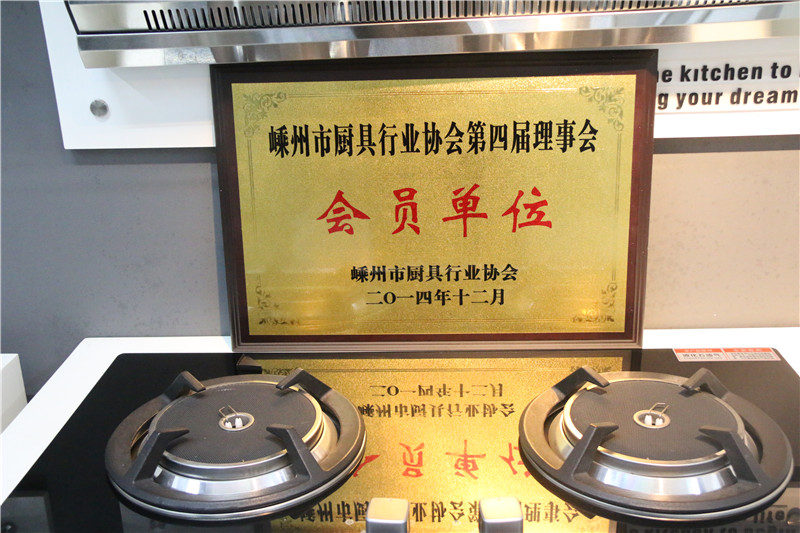 kitchen to
g your dream
嵊州市厨具行业协会第四届理事会
会员单位
嵊州市厨具行业协会
二〇一四年十二月